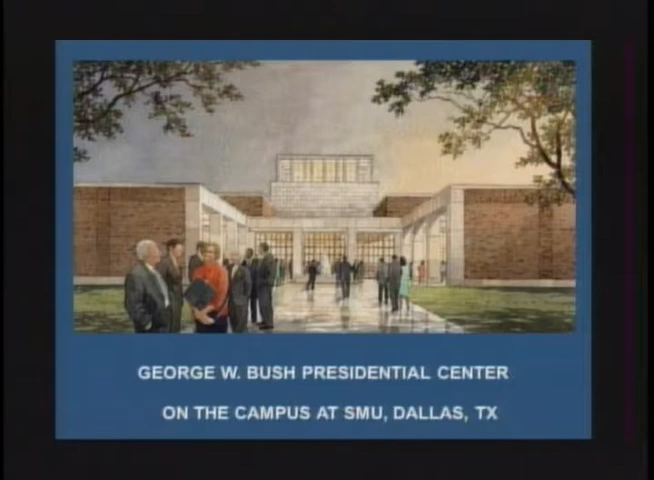 GEORGE W. BUSH PRESIDENTIAL CENTER
ON THE CAMPUS AT SMU, DALLAS, TX